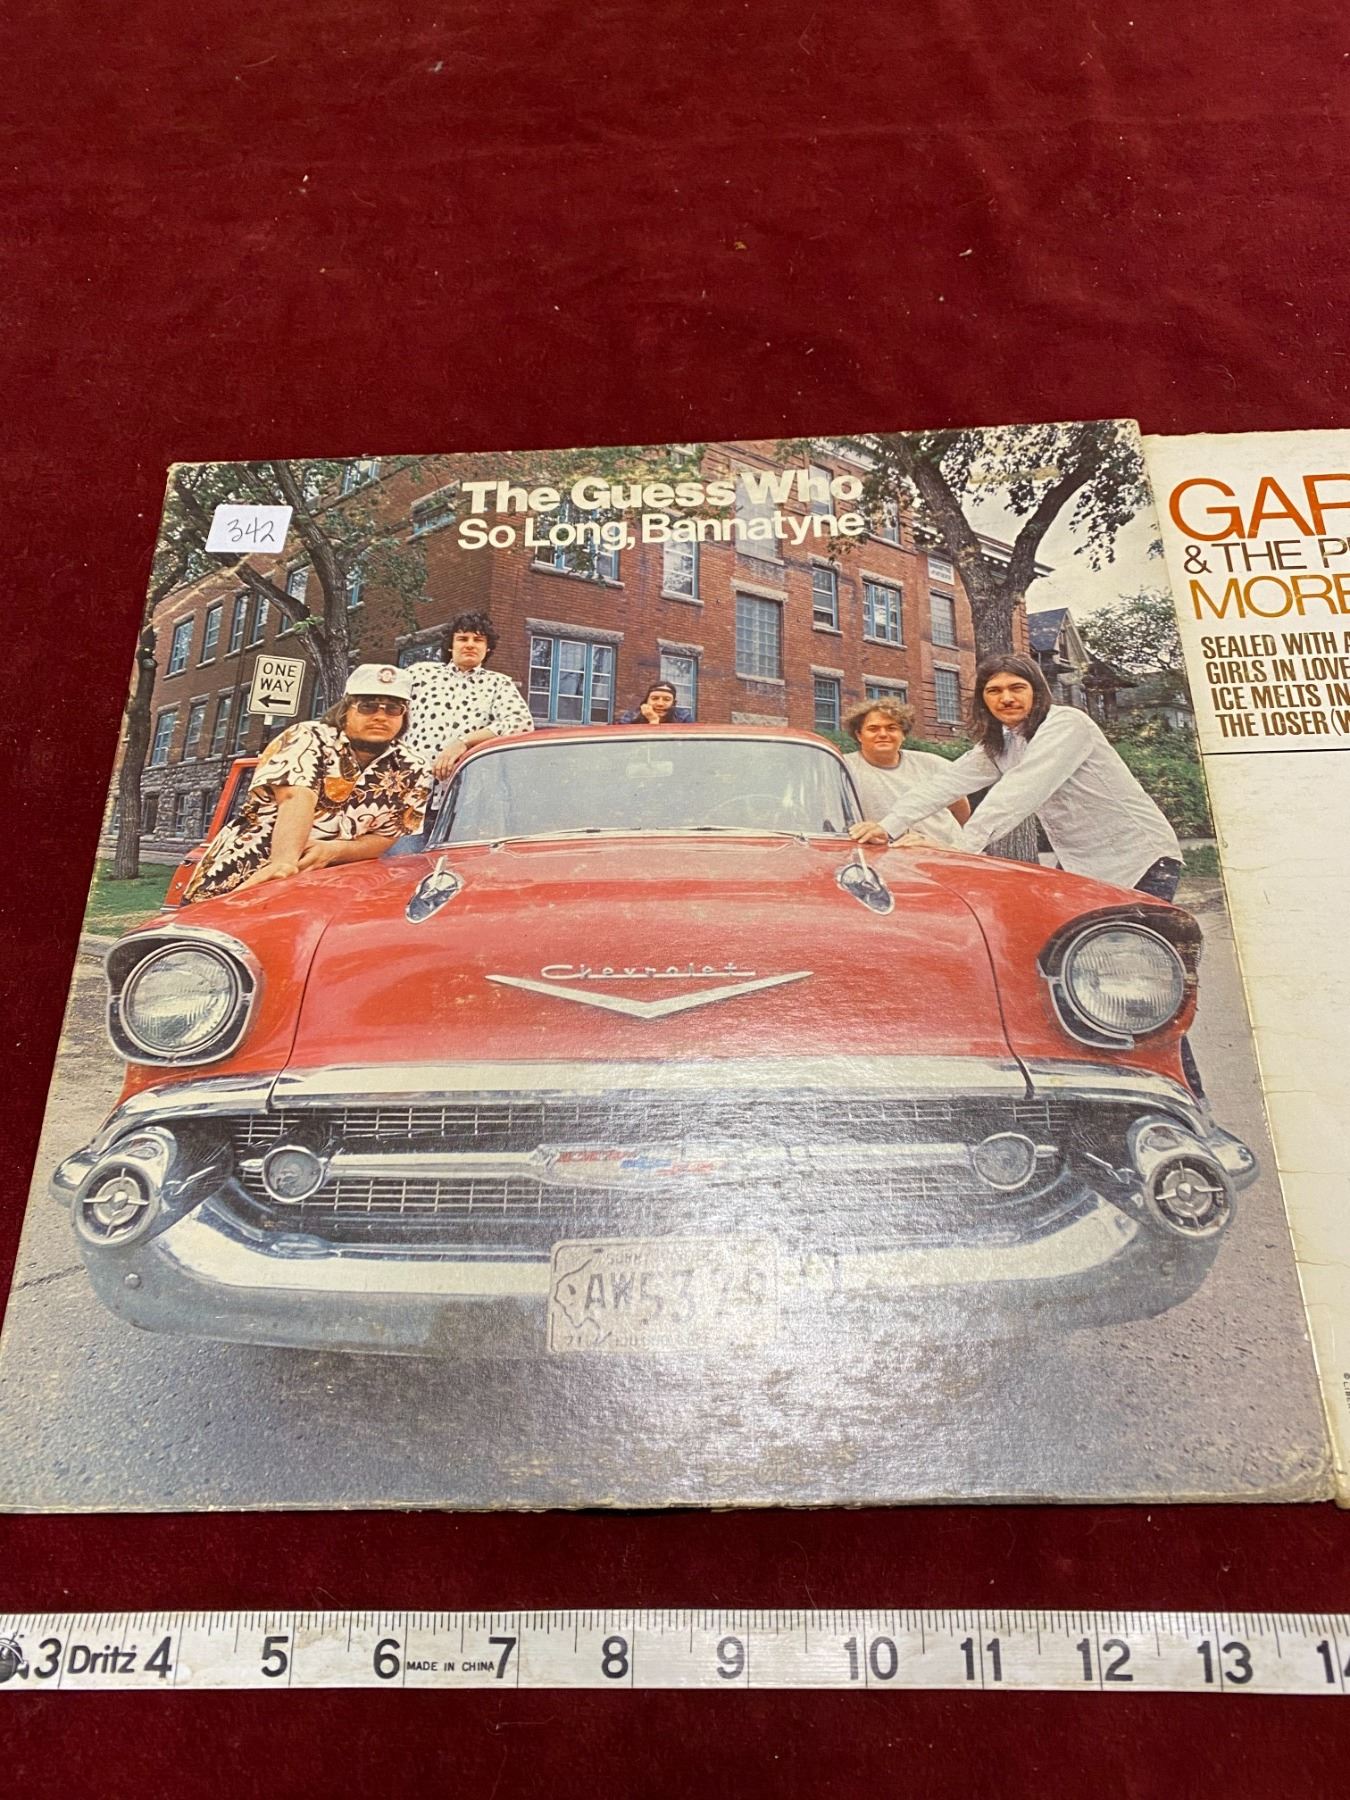 The Guess Who
So Long, Bannatyne
342
ONE
WAY
Chevrolet
AW5379
71
GAR
& THE P
MORE
SEALED WITH A
GIRLS IN LOVE
ICE MELTS IN
THE LOSER (W
3 Dritz 4 5 6 MADE IN CHINA 7 8 9 10 11 12 13 14